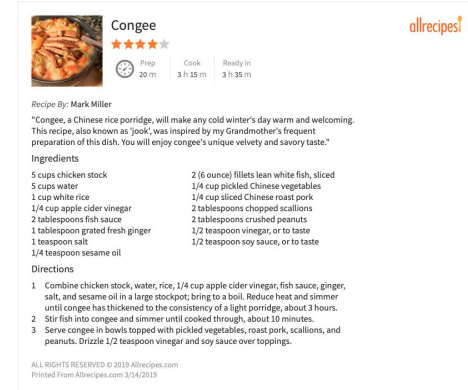 Congee
allrecipes
Prep
20 m
Cook
3 h 15 m
Ready In
3 h 35 m
Recipe By: Mark Miller
"Congee, a Chinese rice porridge, will make any cold winter's day warm and welcoming.
This recipe, also known as 'jook', was inspired by my Grandmother's frequent
preparation of this dish. You will enjoy congee's unique velvety and savory taste."
Ingredients
5 cups chicken stock
5 cups water
1 cup white rice
1/4 cup apple cider vinegar
2 tablespoons fish sauce
1 tablespoon grated fresh ginger
1 teaspoon salt
1/4 teaspoon sesame oil
2 (6 ounce) fillets lean white fish, sliced
1/4 cup pickled Chinese vegetables
1/4 cup sliced Chinese roast pork
2 tablespoons chopped scallions
2 tablespoons crushed peanuts
1/2 teaspoon vinegar, or to taste
1/2 teaspoon soy sauce, or to taste
Directions
1 Combine chicken stock, water, rice, 1/4 cup apple cider vinegar, fish sauce, ginger,
salt, and sesame oil in a large stockpot; bring to a boil. Reduce heat and simmer
until congee has thickened to the consistency of a light porridge, about 3 hours.
2 Stir fish into congee and simmer until cooked through, about 10 minutes.
3 Serve congee in bowls topped with pickled vegetables, roast pork, scallions, and
peanuts. Drizzle 1/2 teaspoon vinegar and soy sauce over toppings.
ALL RIGHTS RESERVED © 2019 Allrecipes.com
Printed From Allrecipes.com 3/14/2019